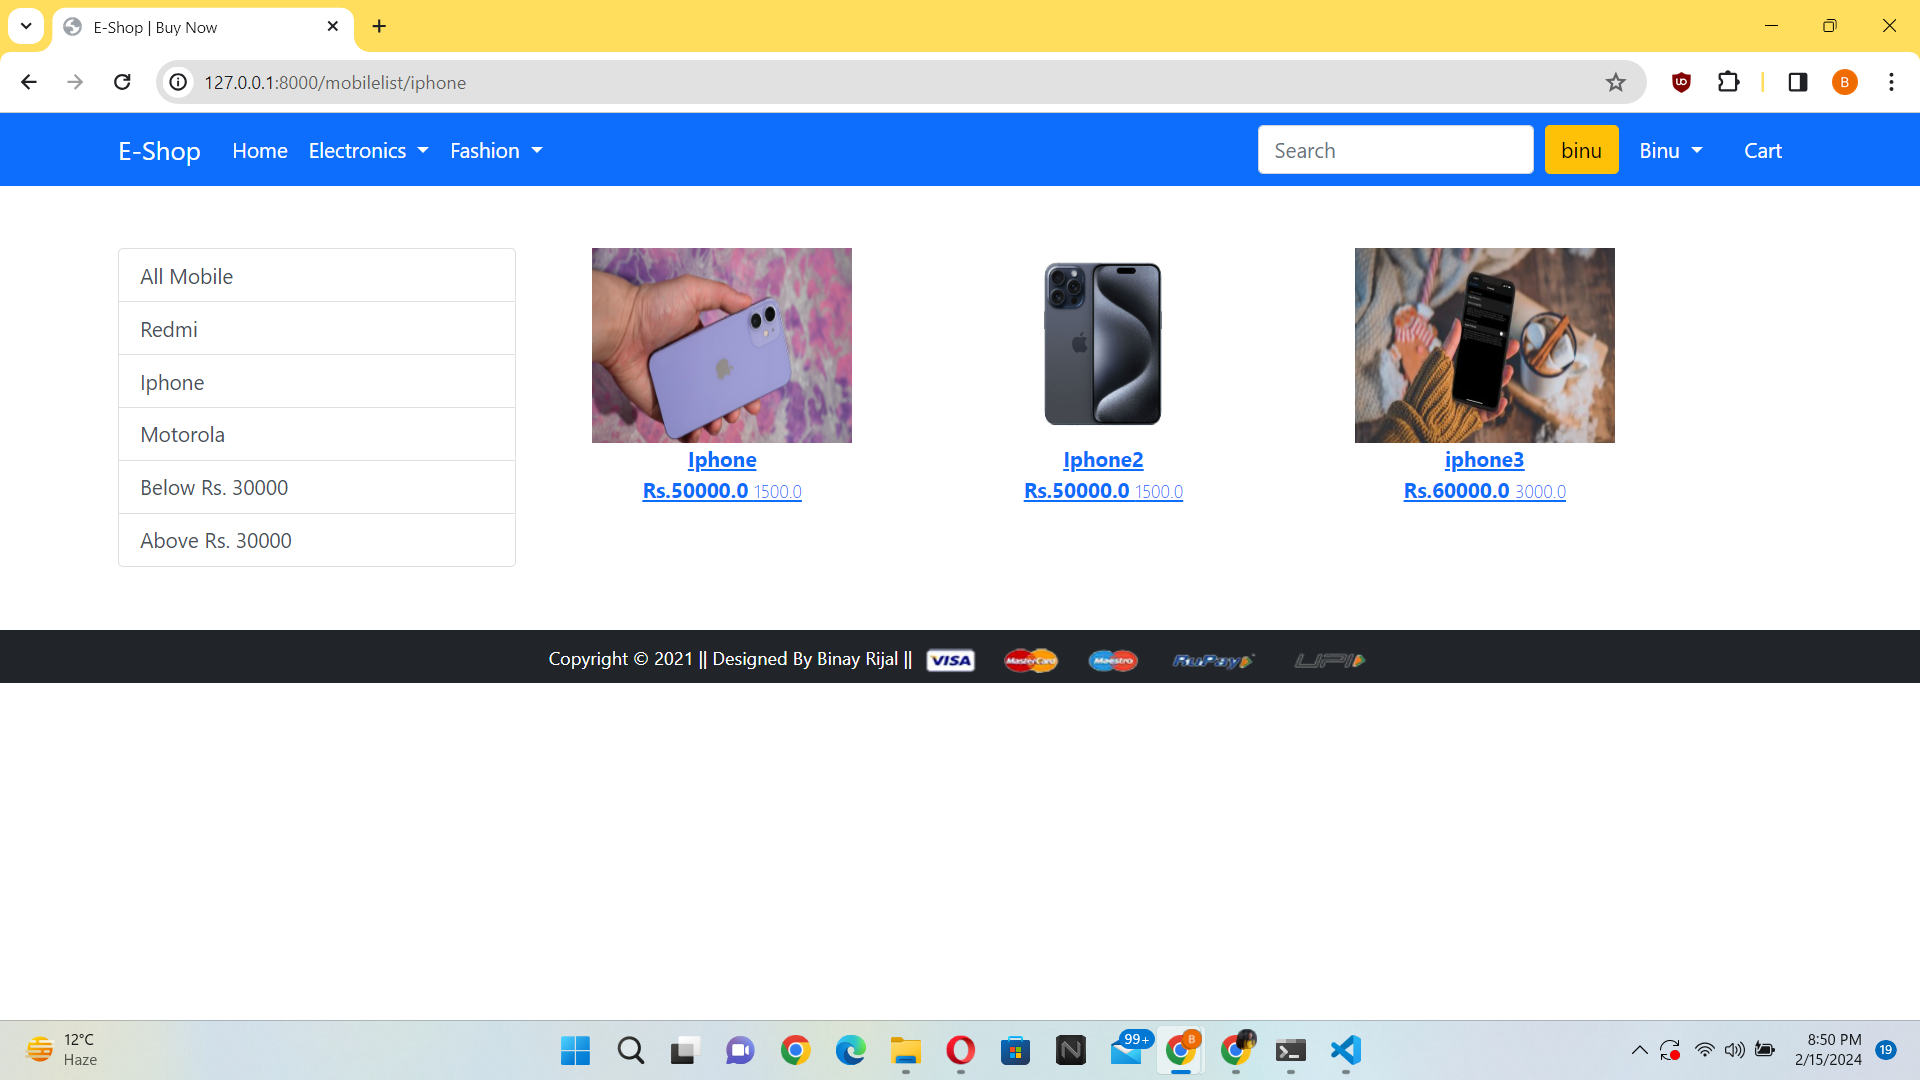 E-Shop | Buy Now
127.0.0.1:8000/mobilelist/iphone
B
E-Shop Home Electronics Fashion Search binu Binu Cart
All Mobile
Redmi
Iphone
Motorola
Below Rs. 30000
Above Rs. 30000
Iphone
Rs.50000.0 1500.0
Iphone2
Rs.50000.0 1500.0
iphone3
Rs.60000.0 3000.0
Copyright © 2021 || Designed By Binay Rijal || VISA MasterCard Maestro RuPay UPI
12°C
Haze
99+
B
8:50 PM
2/15/2024
19